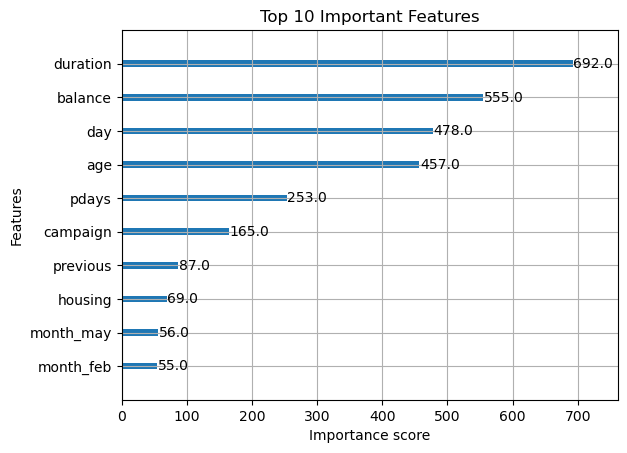 Top 10 Important Features
duration 692.0
balance 555.0
day 478.0
age 457.0
pdays 253.0
campaign 165.0
previous 87.0
housing 69.0
month_may 56.0
month_feb 55.0
Features
0 100 200 300 400 500 600 700
Importance score